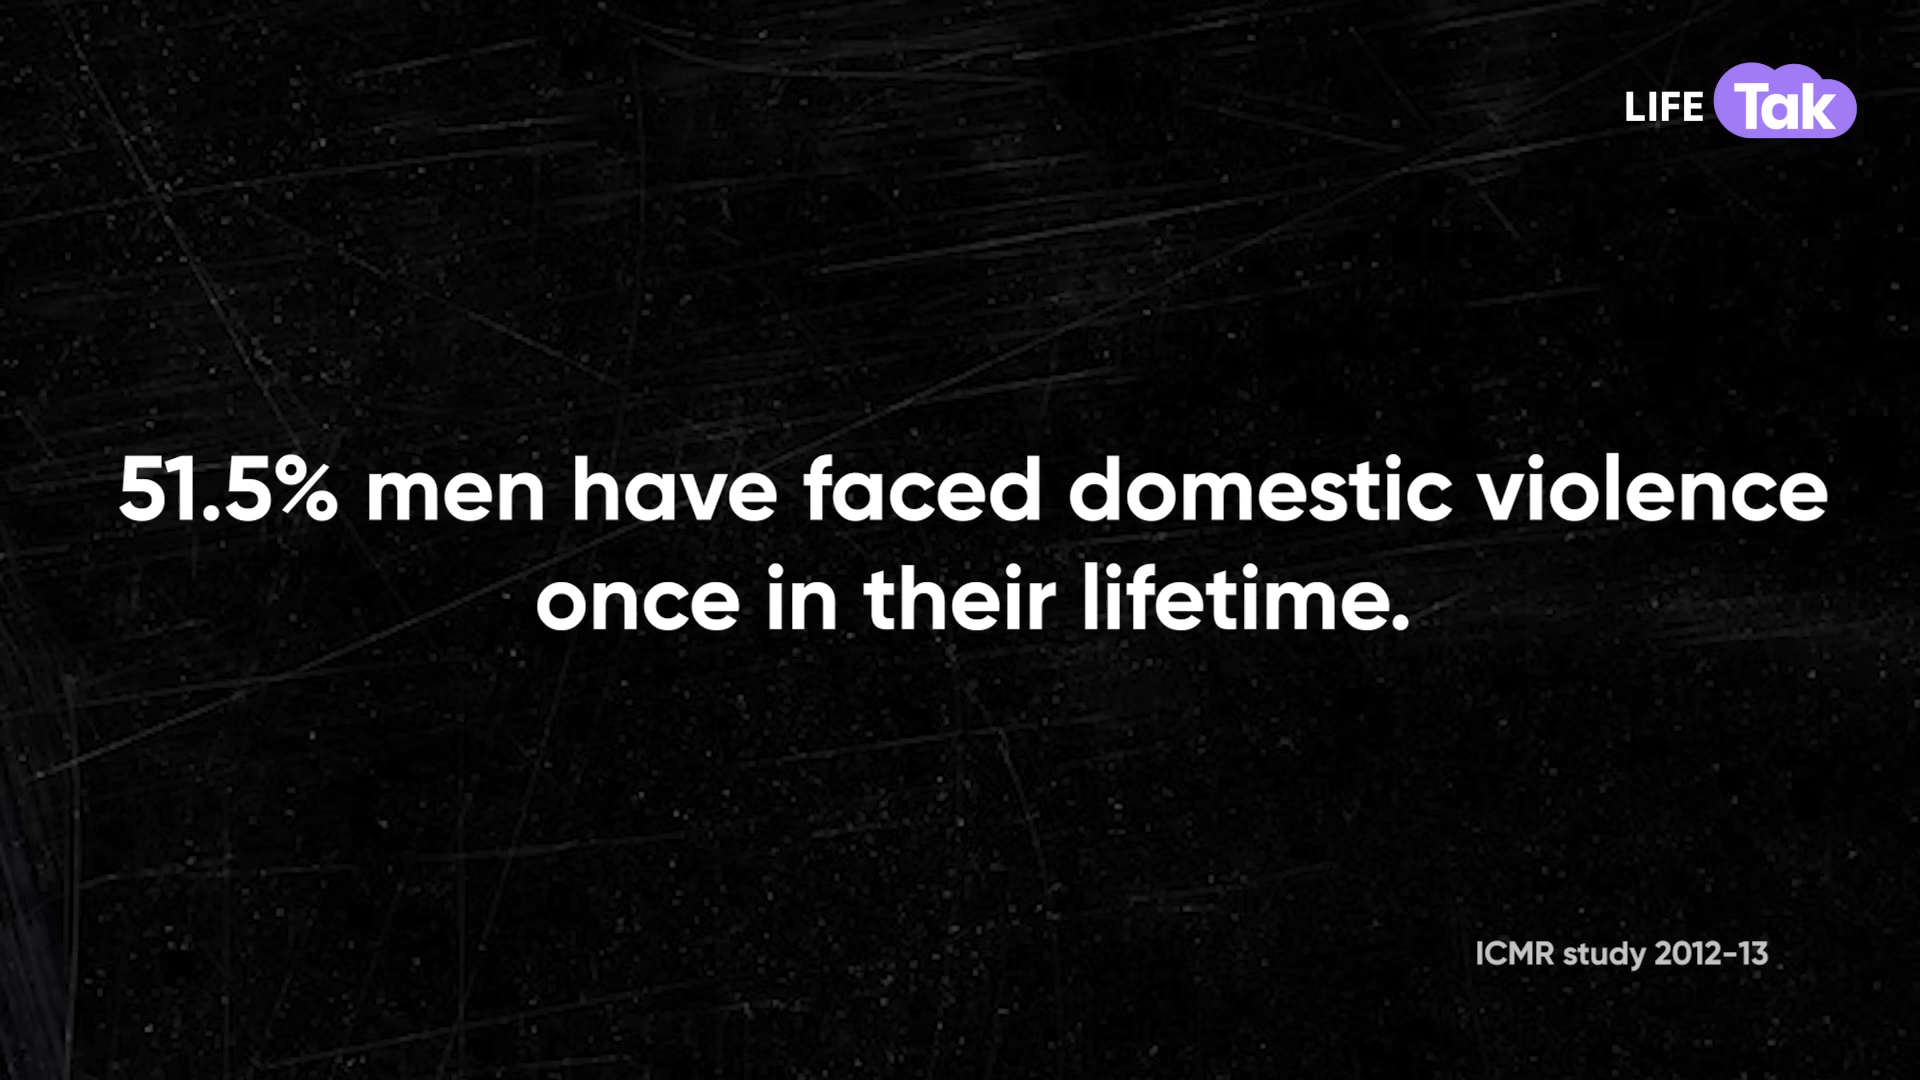 LIFE Tak
51.5% men have faced domestic violence
once in their lifetime.
ICMR study 2012-13